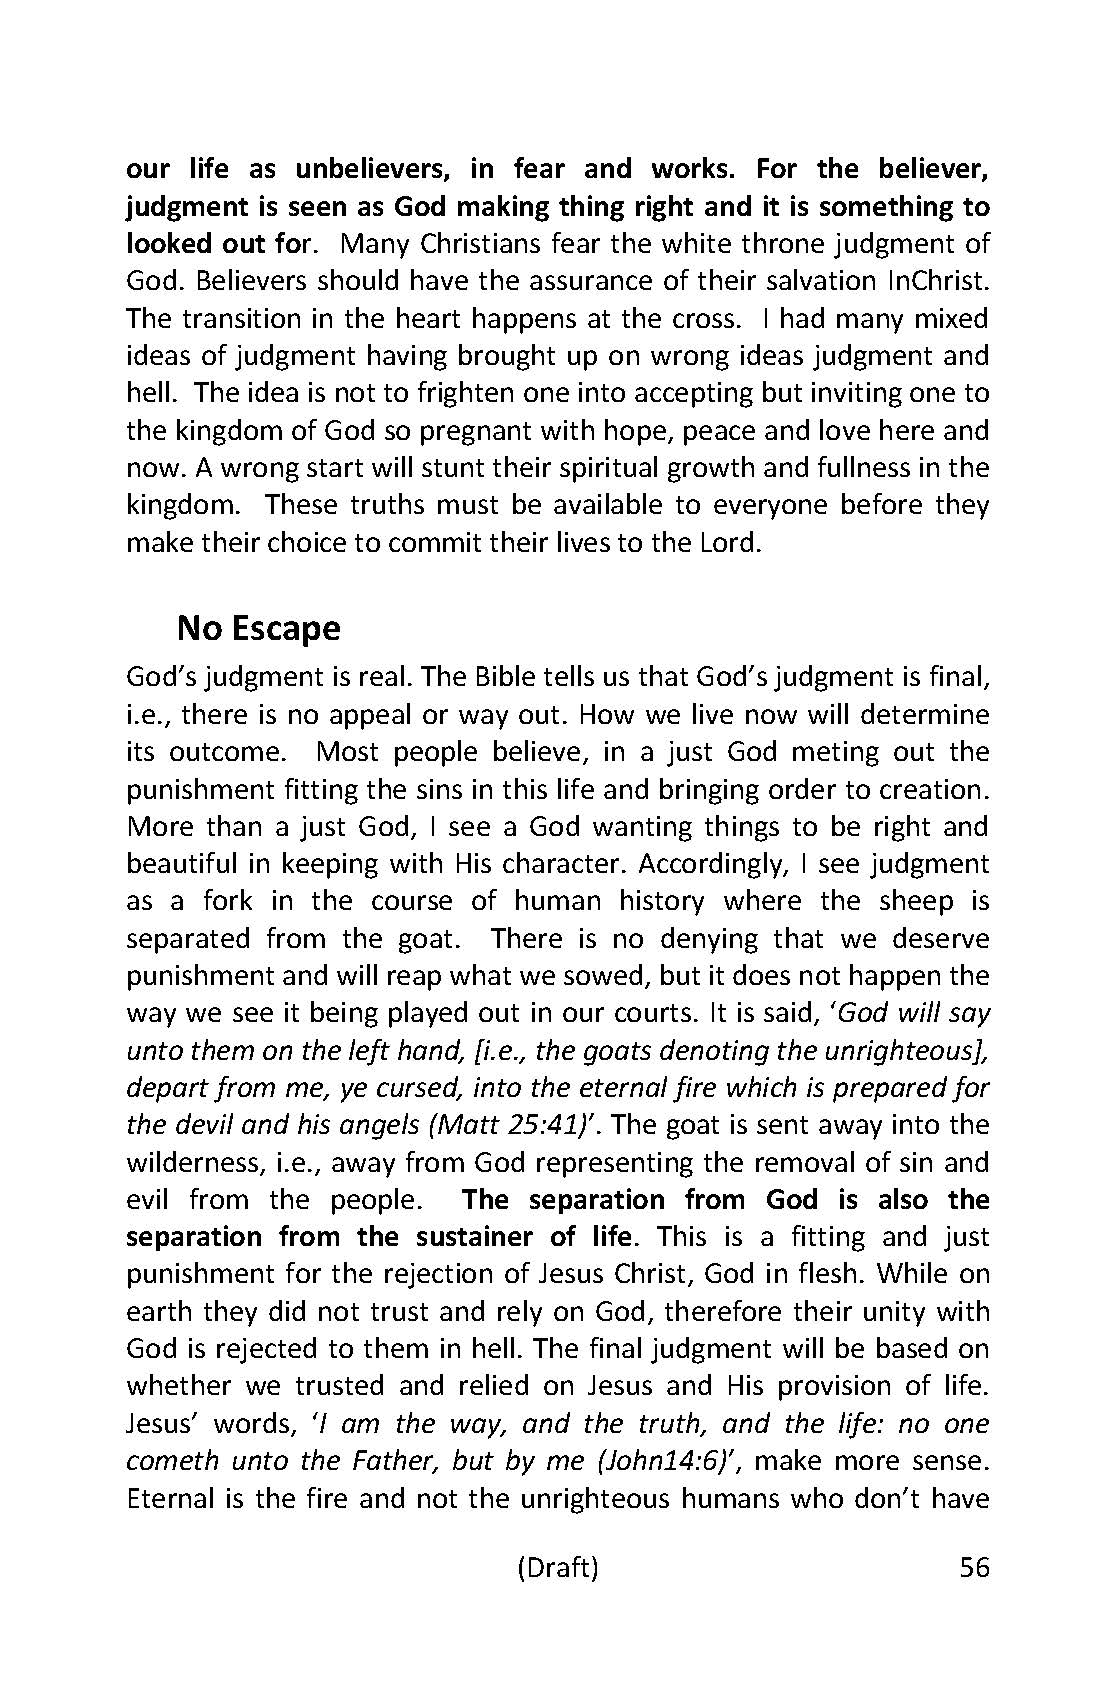 our life as unbelievers, in fear and works. For the believer,
judgment is seen as God making thing right and it is something to
looked out for. Many Christians fear the white throne judgment of
God. Believers should have the assurance of their salvation InChrist.
The transition in the heart happens at the cross. I had many mixed
ideas of judgment having brought up on wrong ideas judgment and
hell. The idea is not to frighten one into accepting but inviting one to
the kingdom of God so pregnant with hope, peace and love here and
now. A wrong start will stunt their spiritual growth and fullness in the
kingdom. These truths must be available to everyone before they
make their choice to commit their lives to the Lord.
No Escape
God’s judgment is real. The Bible tells us that God’s judgment is final,
i.e., there is no appeal or way out. How we live now will determine
its outcome. Most people believe, in a just God meting out the
punishment fitting the sins in this life and bringing order to creation.
More than a just God, I see a God wanting things to be right and
beautiful in keeping with His character. Accordingly, I see judgment
as a fork in the course of human history where the sheep is
separated from the goat. There is no denying that we deserve
punishment and will reap what we sowed, but it does not happen the
way we see it being played out in our courts. It is said, ‘God will say
unto them on the left hand, [i.e., the goats denoting the unrighteous],
depart from me, ye cursed, into the eternal fire which is prepared for
the devil and his angels (Matt 25:41)’. The goat is sent away into the
wilderness, i.e., away from God representing the removal of sin and
evil from the people. The separation from God is also the
separation from the sustainer of life. This is a fitting and just
punishment for the rejection of Jesus Christ, God in flesh. While on
earth they did not trust and rely on God, therefore their unity with
God is rejected to them in hell. The final judgment will be based on
whether we trusted and relied on Jesus and His provision of life.
Jesus’ words, ‘I am the way, and the truth, and the life: no one
cometh unto the Father, but by me (John14:6)’, make more sense.
Eternal is the fire and not the unrighteous humans who don’t have
(Draft) 56